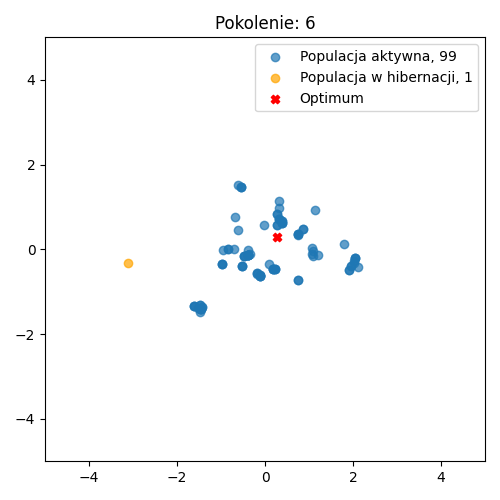 Pokolenie: 6
Populacja aktywna, 99
Populacja w hibernacji, 1
Optimum
4
2
0
−2
−4
−4
−2
0
2
4